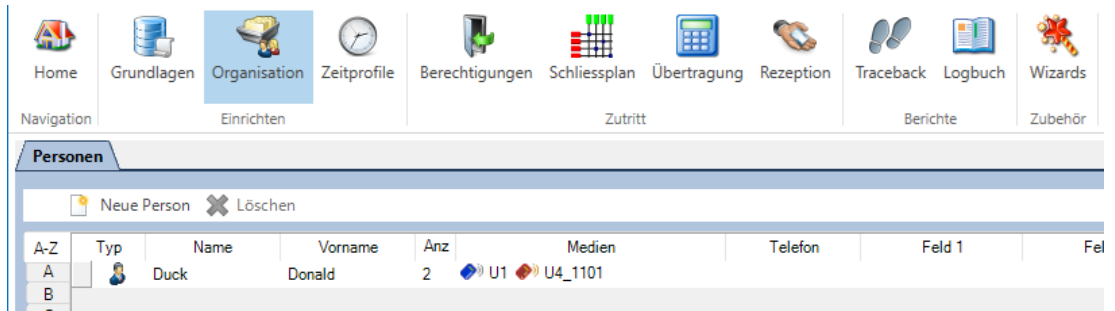 Home Grundlagen Organisation Zeitprofile Berechtigungen Schliessplan Übertragung Rezeption Traceback Logbuch Wizards
Navigation Einrichten Zutritt Berichte Zubehör
Personen
Neue Person Löschen
A-Z Typ Name Vorname Anz Medien Telefon Feld 1
A Duck Donald 2 U1 U4_1101
B